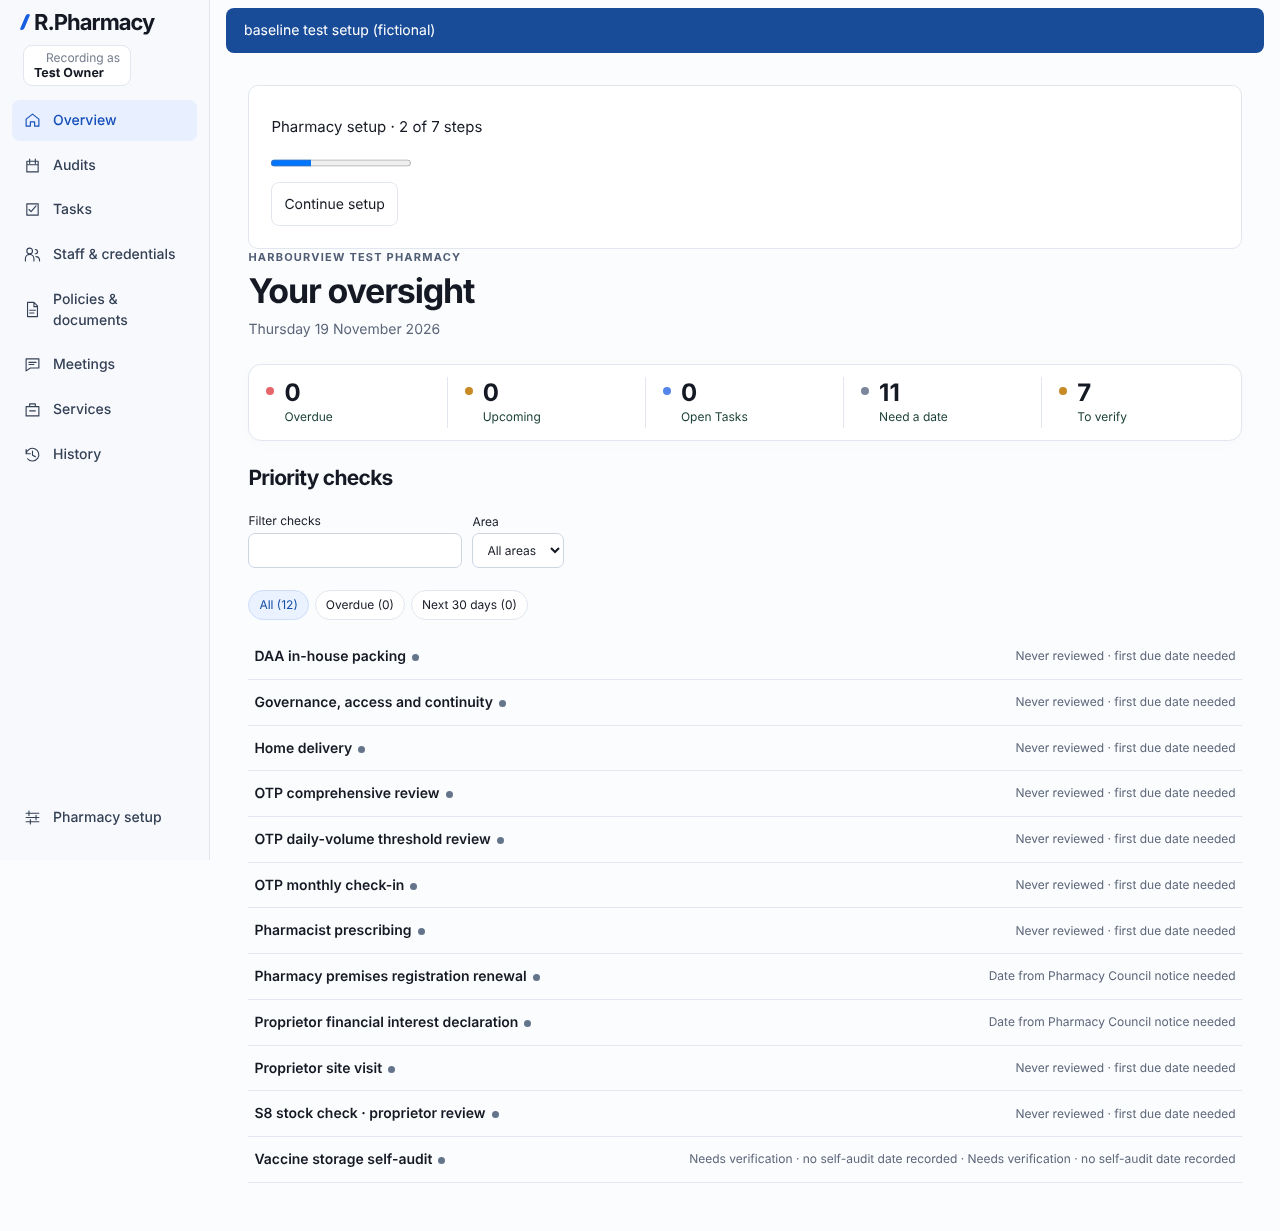 R.Pharmacy
Recording as
Test Owner
Overview
Audits
Tasks
Staff & credentials
Policies &
documents
Meetings
Services
History
Pharmacy setup
baseline test setup (fictional)
Pharmacy setup · 2 of 7 steps
Continue setup
HARBOURVIEW TEST PHARMACY
Your oversight
Thursday 19 November 2026
0
Overdue
0
Upcoming
0
Open Tasks
11
Need a date
7
To verify
Priority checks
Filter checks
Area
All areas
All (12) Overdue (0) Next 30 days (0)
DAA in-house packing Never reviewed · first due date needed
Governance, access and continuity Never reviewed · first due date needed
Home delivery Never reviewed · first due date needed
OTP comprehensive review Never reviewed · first due date needed
OTP daily-volume threshold review Never reviewed · first due date needed
OTP monthly check-in Never reviewed · first due date needed
Pharmacist prescribing Never reviewed · first due date needed
Pharmacy premises registration renewal Date from Pharmacy Council notice needed
Proprietor financial interest declaration Date from Pharmacy Council notice needed
Proprietor site visit Never reviewed · first due date needed
S8 stock check · proprietor review Never reviewed · first due date needed
Vaccine storage self-audit Needs verification · no self-audit date recorded · Needs verification · no self-audit date recorded